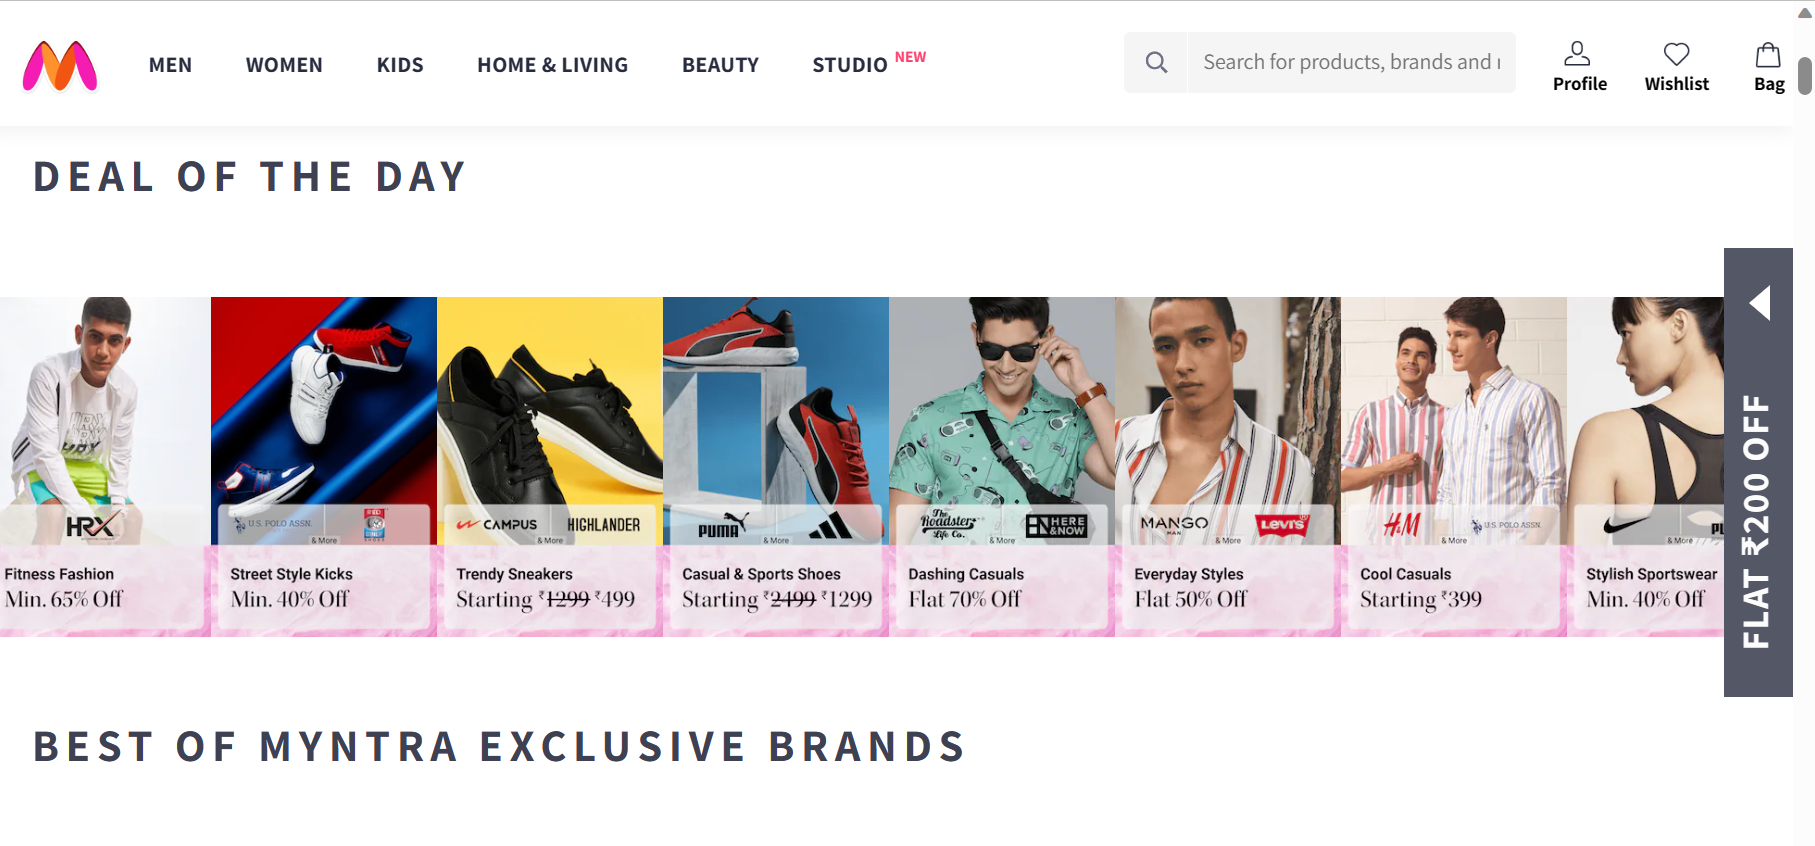 MEN
WOMEN
KIDS
HOME & LIVING
BEAUTY
STUDIO NEW
Search for products, brands and
Profile
Wishlist
Bag
DEAL OF THE DAY
HRX
Fitness Fashion
Min. 65% Off
U.S. POLO ASSN.
& More
Street Style Kicks
Min. 40% Off
CAMPUS
HIGHLANDER
& More
Trendy Sneakers
Starting ₹1299 ₹499
PUMA
& More
Casual & Sports Shoes
Starting ₹2499 ₹1299
The Roadster Life Co.
HERE &NOW
& More
Dashing Casuals
Flat 70% Off
MANGO
MAN
LEVI'S
& More
Everyday Styles
Flat 50% Off
H&M
U.S. POLO ASSN.
& More
Cool Casuals
Starting ₹399
& More
Stylish Sportswear
Min. 40% Off
FLAT ₹200 OFF
BEST OF MYNTRA EXCLUSIVE BRANDS